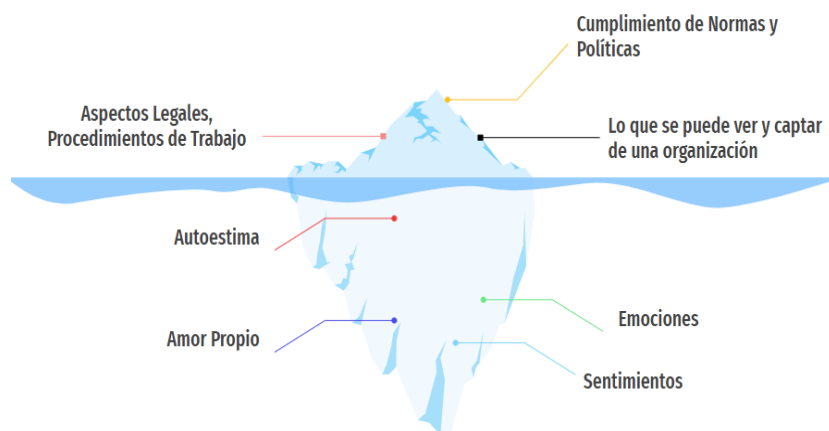 Cumplimiento de Normas y
Políticas
Aspectos Legales,
Procedimientos de Trabajo
Lo que se puede ver y captar
de una organización
Autoestima
Emociones
Amor Propio
Sentimientos